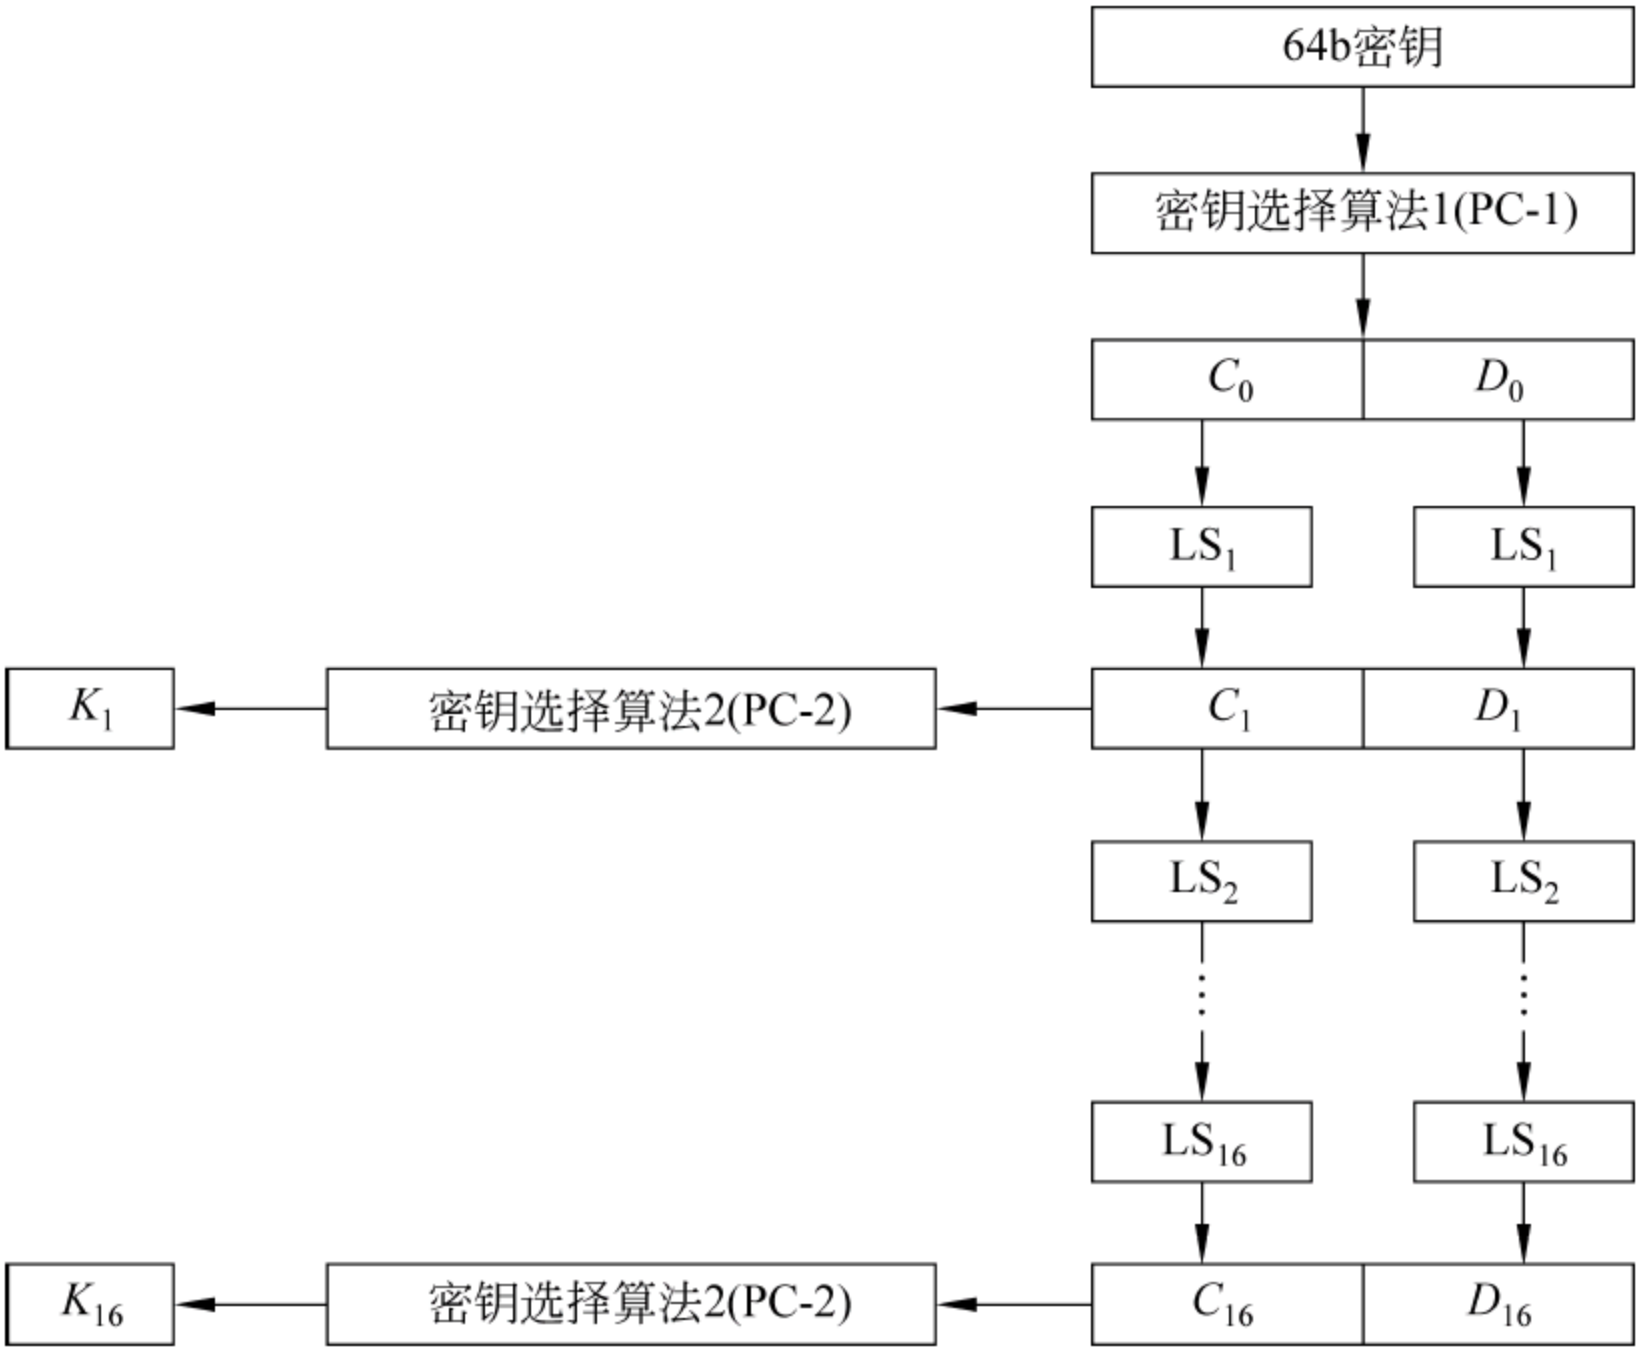 64b密钥
密钥选择算法1(PC-1)
C₀ D₀
LS₁ LS₁
K₁ 密钥选择算法2(PC-2) C₁ D₁
LS₂ LS₂
LS₁₆ LS₁₆
K₁₆ 密钥选择算法2(PC-2) C₁₆ D₁₆